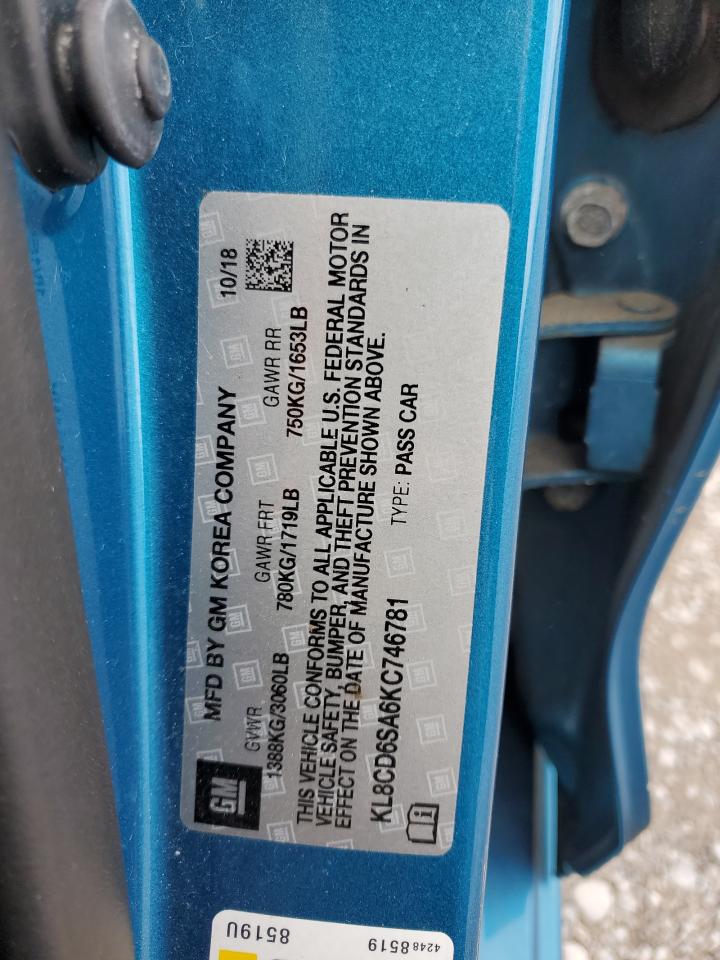 GM
MFD BY GM KOREA COMPANY 10/18
GVWR GAWR FRT GAWR RR
1388KG/3060LB 780KG/1719LB 750KG/1653LB
THIS VEHICLE CONFORMS TO ALL APPLICABLE U.S. FEDERAL MOTOR
VEHICLE SAFETY, BUMPER, AND THEFT PREVENTION STANDARDS IN
EFFECT ON THE DATE OF MANUFACTURE SHOWN ABOVE.
KL8CD6SA6KC746781 TYPE: PASS CAR
8519U
4248 8519